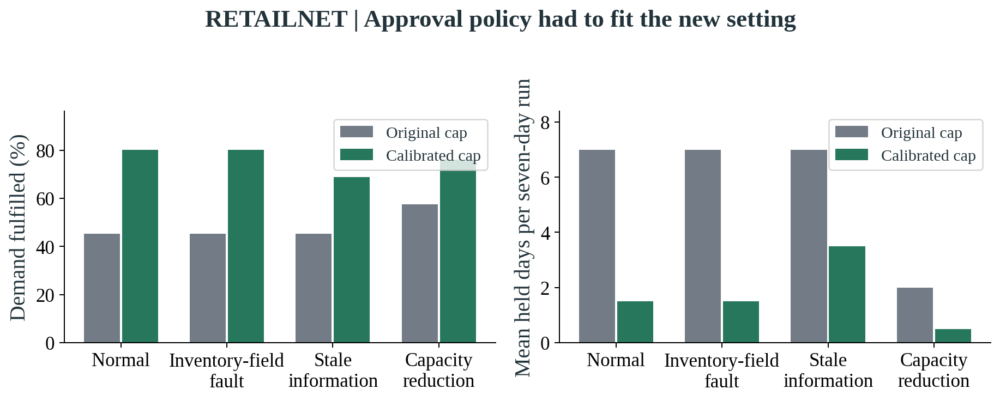 RETAILNET | Approval policy had to fit the new setting
Demand fulfilled (%)
80
60
40
20
0
Original cap
Calibrated cap
Normal
Inventory-field
fault
Stale
information
Capacity
reduction
Mean held days per seven-day run
8
6
4
2
0
Original cap
Calibrated cap
Normal
Inventory-field
fault
Stale
information
Capacity
reduction